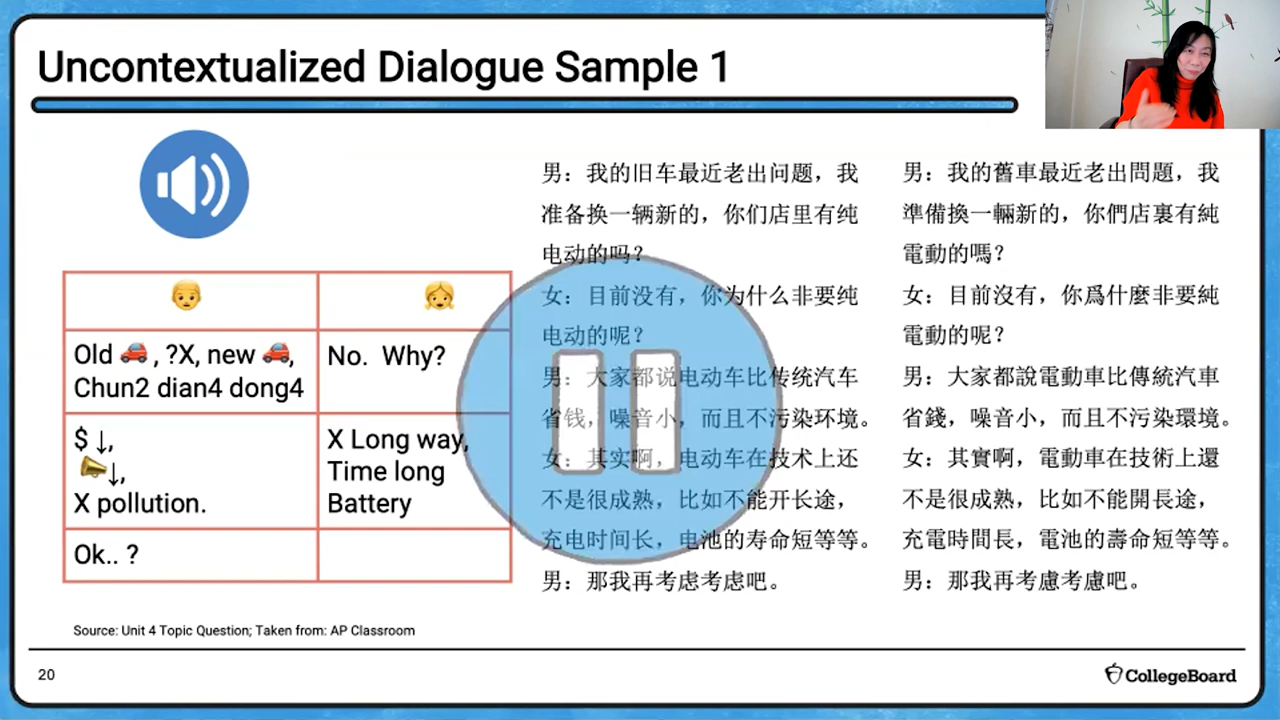 Uncontextualized Dialogue Sample 1
Old 🚗, ?X, new 🚗,
Chun2 dian4 dong4
No. Why?
$ ↓,
📣↓,
X pollution.
X Long way,
Time long
Battery
Ok.. ?
男：我的旧车最近老出问题，我
准备换一辆新的，你们店里有纯
电动的吗？
女：目前没有，你为什么非要纯
电动的呢？
男：大家都说电动车比传统汽车
省钱，噪音小，而且不污染环境。
女：其实啊，电动车在技术上还
不是很成熟，比如不能开长途，
充电时间长，电池的寿命短等等。
男：那我再考虑考虑吧。
男：我的舊車最近老出問題，我
準備換一輛新的，你們店裏有純
電動的嗎？
女：目前沒有，你爲什麼非要純
電動的呢？
男：大家都說電動車比傳統汽車
省錢，噪音小，而且不污染環境。
女：其實啊，電動車在技術上還
不是很成熟，比如不能開長途，
充電時間長，電池的壽命短等等。
男：那我再考慮考慮吧。
Source: Unit 4 Topic Question; Taken from: AP Classroom
20
CollegeBoard